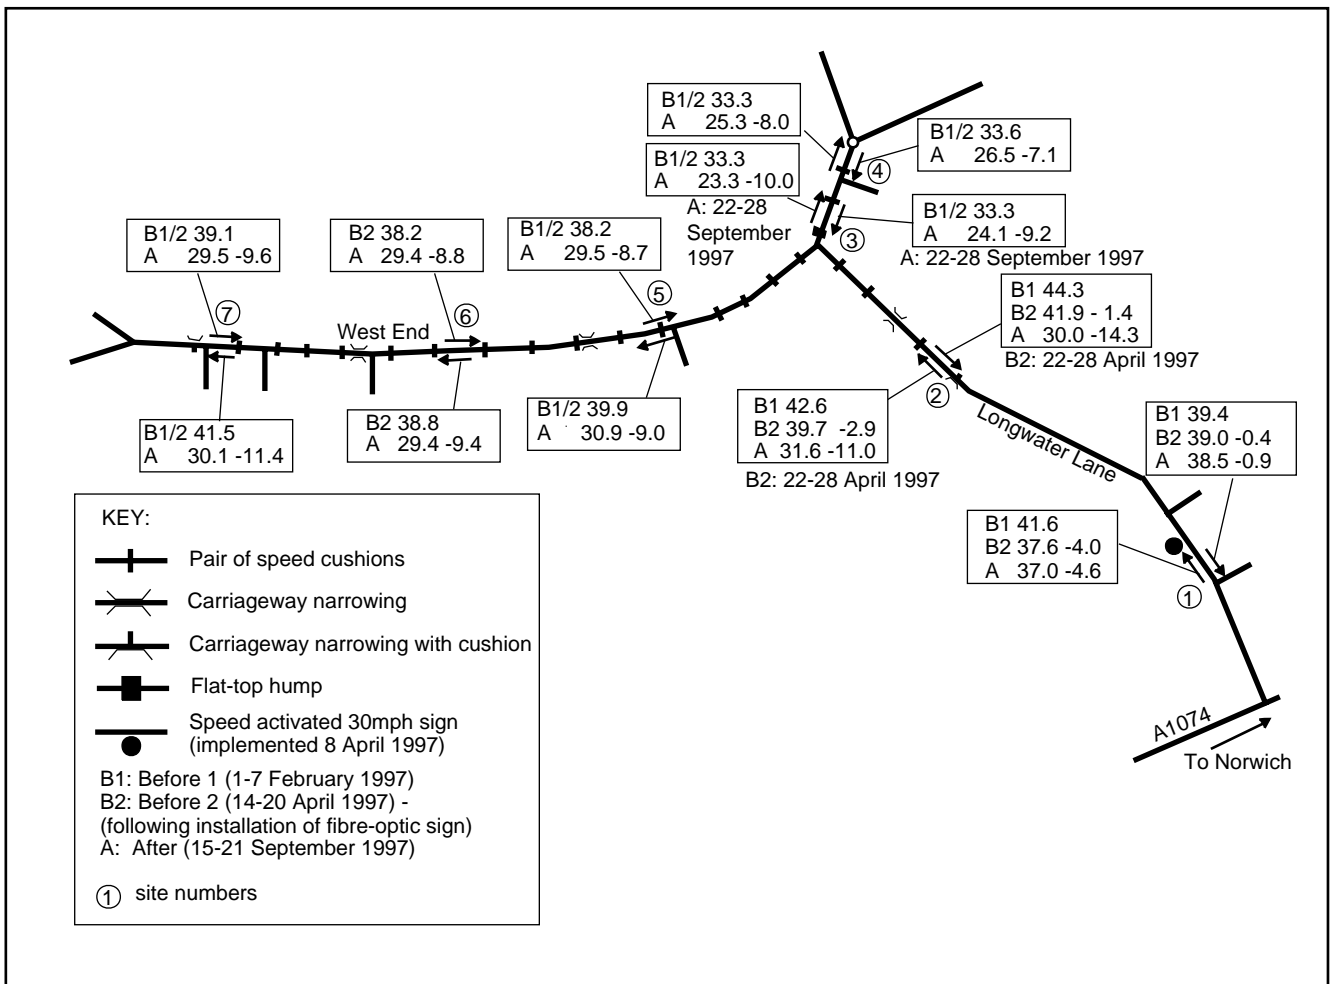 B1/2 33.3
A 25.3 -8.0
B1/2 33.6
A 26.5 -7.1
4
B1/2 33.3
A 23.3 -10.0
A: 22-28
September
1997
B1/2 33.3
A 24.1 -9.2
A: 22-28 September 1997
3
B1/2 39.1
A 29.5 -9.6
B2 38.2
A 29.4 -8.8
B1/2 38.2
A 29.5 -8.7
7
6
5
West End
B1 44.3
B2 41.9 - 1.4
A 30.0 -14.3
B2: 22-28 April 1997
2
B1/2 41.5
A 30.1 -11.4
B2 38.8
A 29.4 -9.4
B1/2 39.9
A 30.9 -9.0
B1 42.6
B2 39.7 -2.9
A 31.6 -11.0
B2: 22-28 April 1997
Longwater Lane
B1 39.4
B2 39.0 -0.4
A 38.5 -0.9
B1 41.6
B2 37.6 -4.0
A 37.0 -4.6
1
A1074
To Norwich
KEY:
Pair of speed cushions
Carriageway narrowing
Carriageway narrowing with cushion
Flat-top hump
Speed activated 30mph sign
(implemented 8 April 1997)
B1: Before 1 (1-7 February 1997)
B2: Before 2 (14-20 April 1997) -
(following installation of fibre-optic sign)
A: After (15-21 September 1997)
1 site numbers